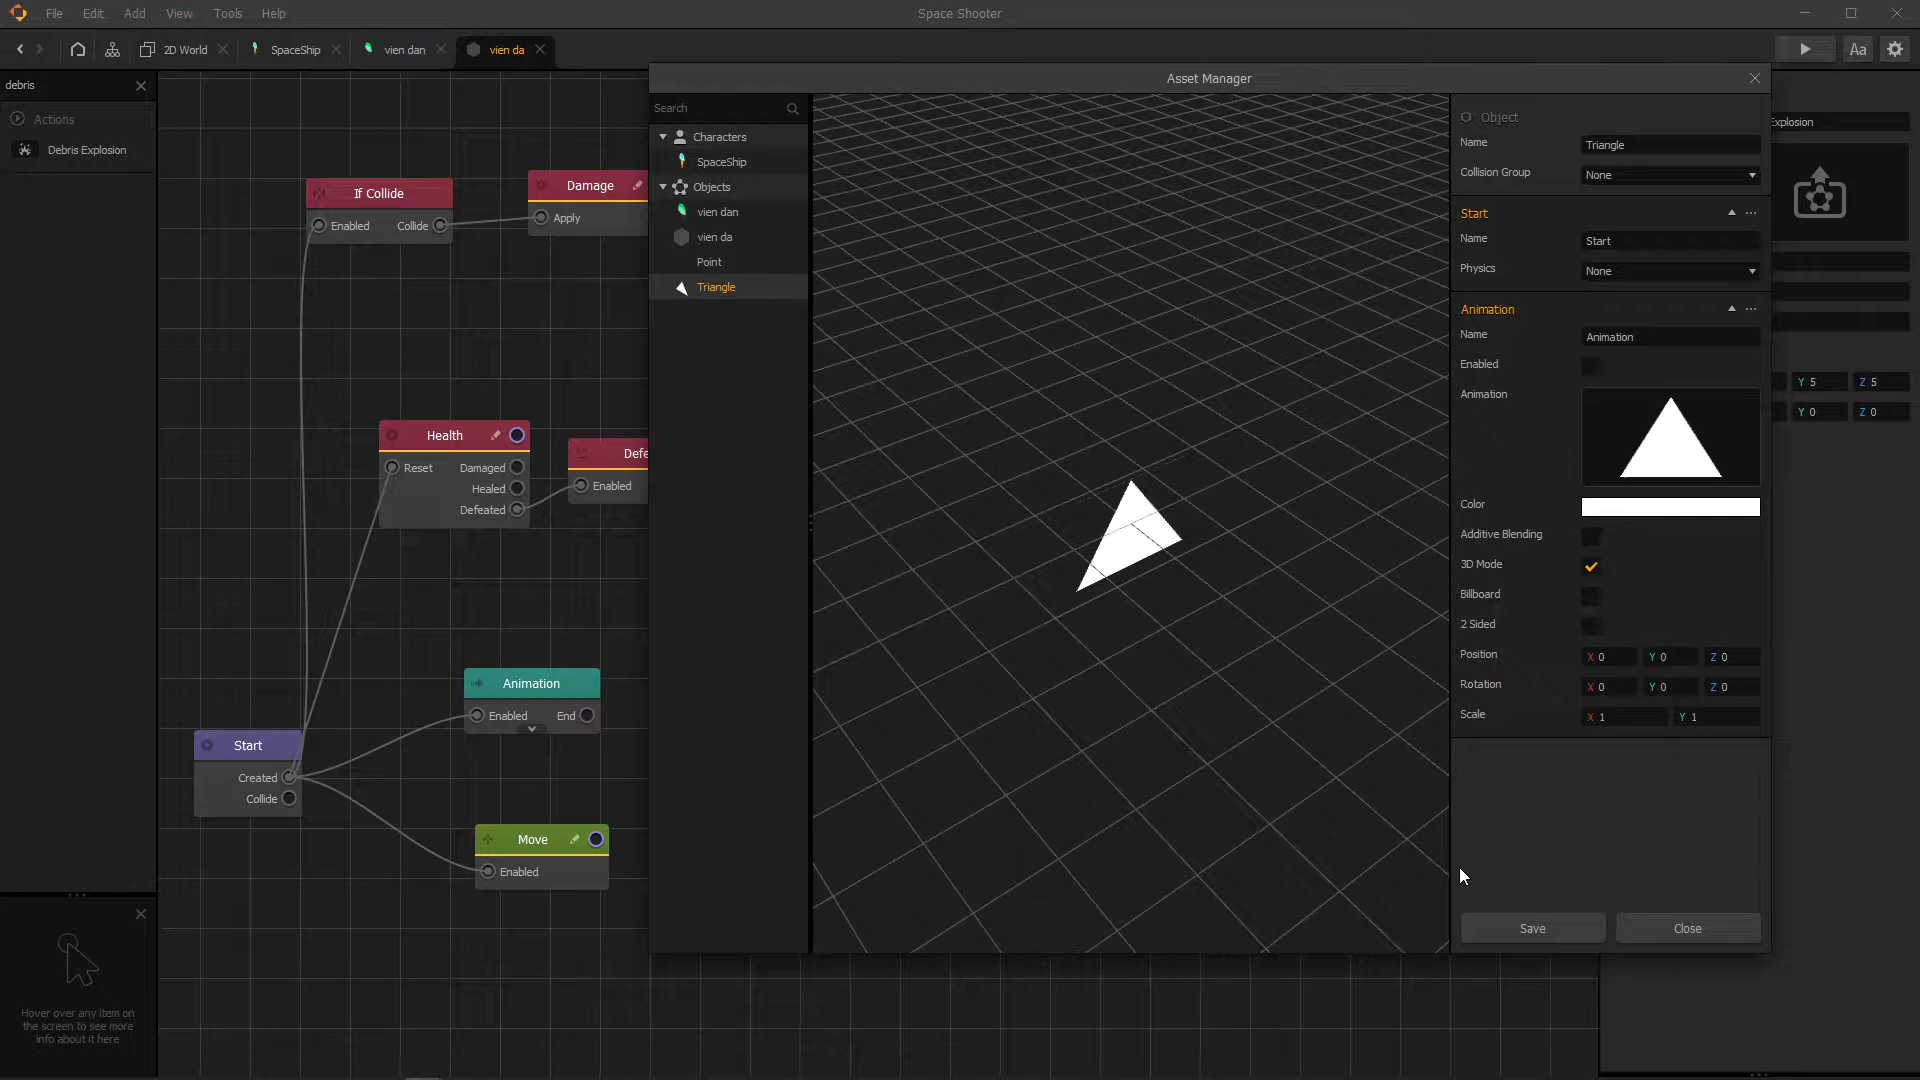 File Edit Add View Tools Help
Space Shooter
2D World
SpaceShip
vien dan
vien da
Aa
debris
Actions
Debris Explosion
If Collide
Enabled Collide
Damage
Apply
Health
Reset Damaged
Healed
Defeated
Defe
Enabled
Animation
Enabled End
Start
Created
Collide
Move
Enabled
Hover over any item on
the screen to see more
info about it here
Asset Manager
Search
Characters
SpaceShip
Objects
vien dan
vien da
Point
Triangle
Object
Name Triangle
Collision Group None
Start
Name Start
Physics None
Animation
Name Animation
Enabled
Animation
Color
Additive Blending
3D Mode
Billboard
2 Sided
Position X 0 Y 0 Z 0
Rotation X 0 Y 0 Z 0
Scale X 1 Y 1
Save Close
Explosion
Y 5 Z 5
Y 0 Z 0